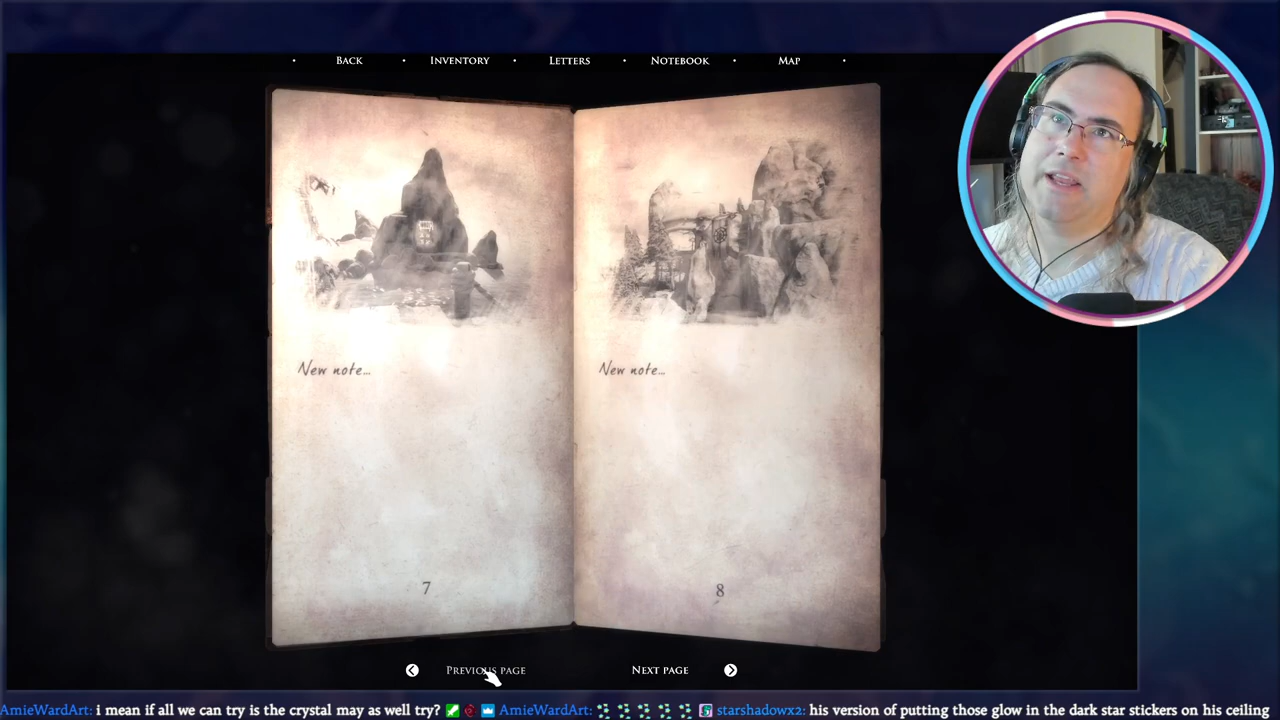 BACK
INVENTORY
LETTERS
NOTEBOOK
MAP
New note...
New note...
7
8
PREVIOUS PAGE
NEXT PAGE
AmieWardArt: i mean if all we can try is the crystal may as well try? AmieWardArt: starshadowx2: his version of putting those glow in the dark star stickers on his ceiling